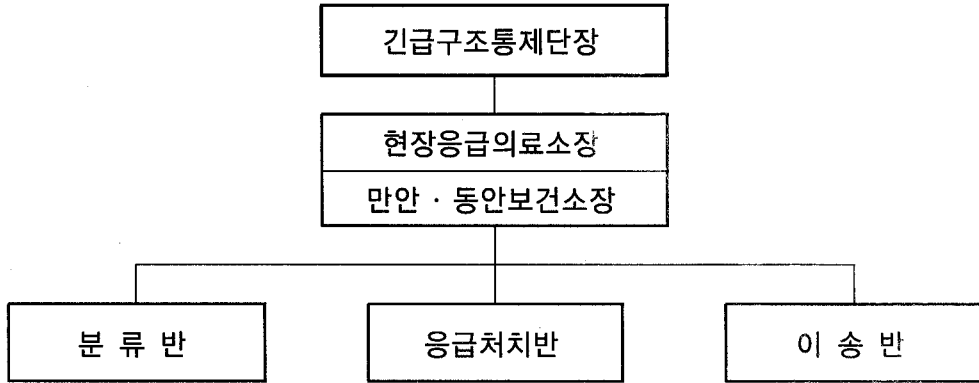 긴급구조통제단장
현장응급의료소장
만안 · 동안보건소장
분 류 반
응급처치반
이 송 반